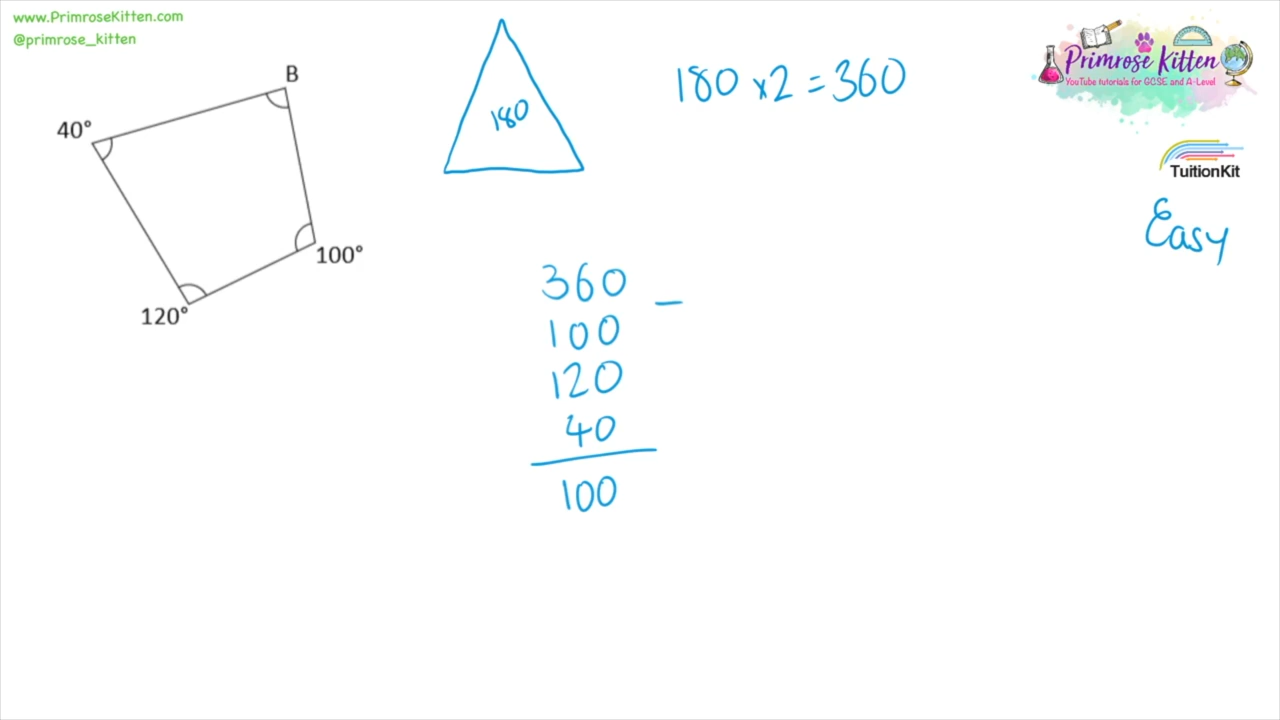 www.PrimroseKitten.com
@primrose_kitten
B
40°
100°
120°
180
180 x 2 = 360
Primrose Kitten
YouTube tutorials for GCSE and A-Level
TuitionKit
Easy
360 –
100
120
40
100